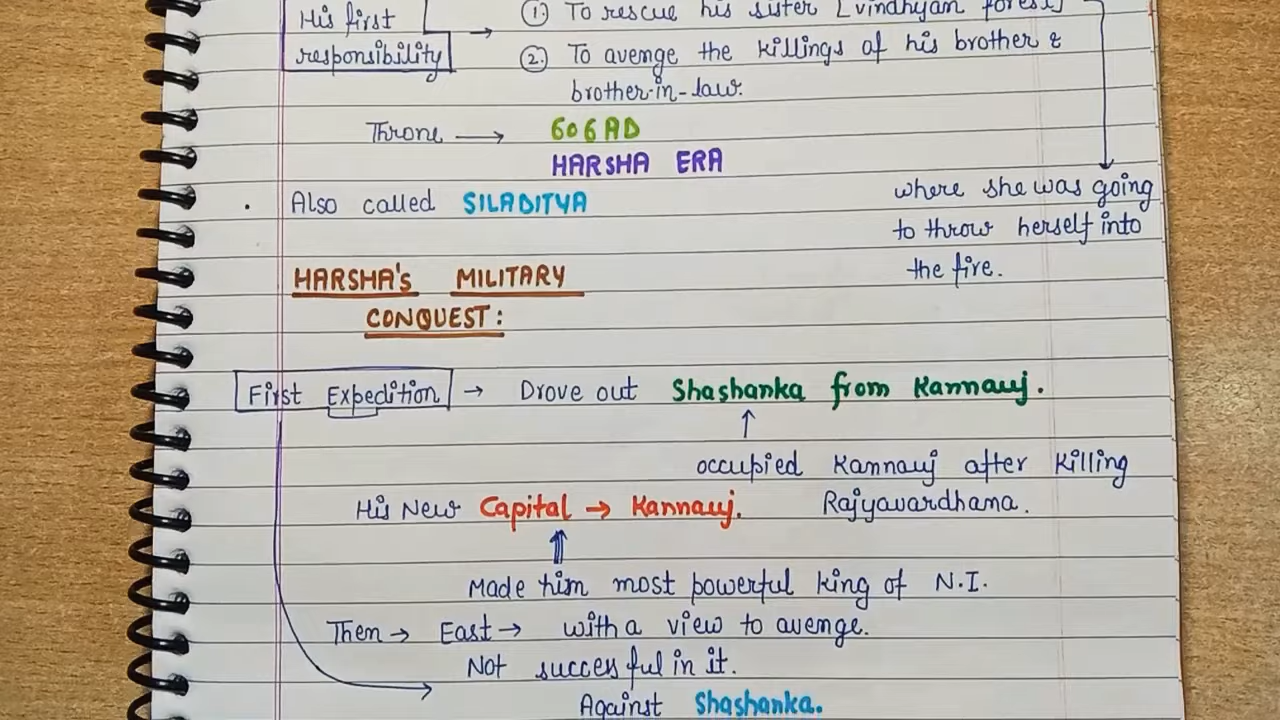 His first
responsibility →
1. To rescue his sister [vindhyan forest]
2. To avenge the killings of his brother &
brother-in-law.
Throne → 606 AD
HARSHA ERA
. Also called SILADITYA
where she was going
to throw herself into
the fire.
HARSHA's MILITARY
CONQUEST:
First Expedition → Drove out Shashanka from Kannauj.
↑
occupied Kannauj after killing
Rajyavardhana.
His New Capital → Kannauj.
Made him most powerful king of N.I.
Then → East → with a view to avenge.
Not successful in it.
Against Shashanka.